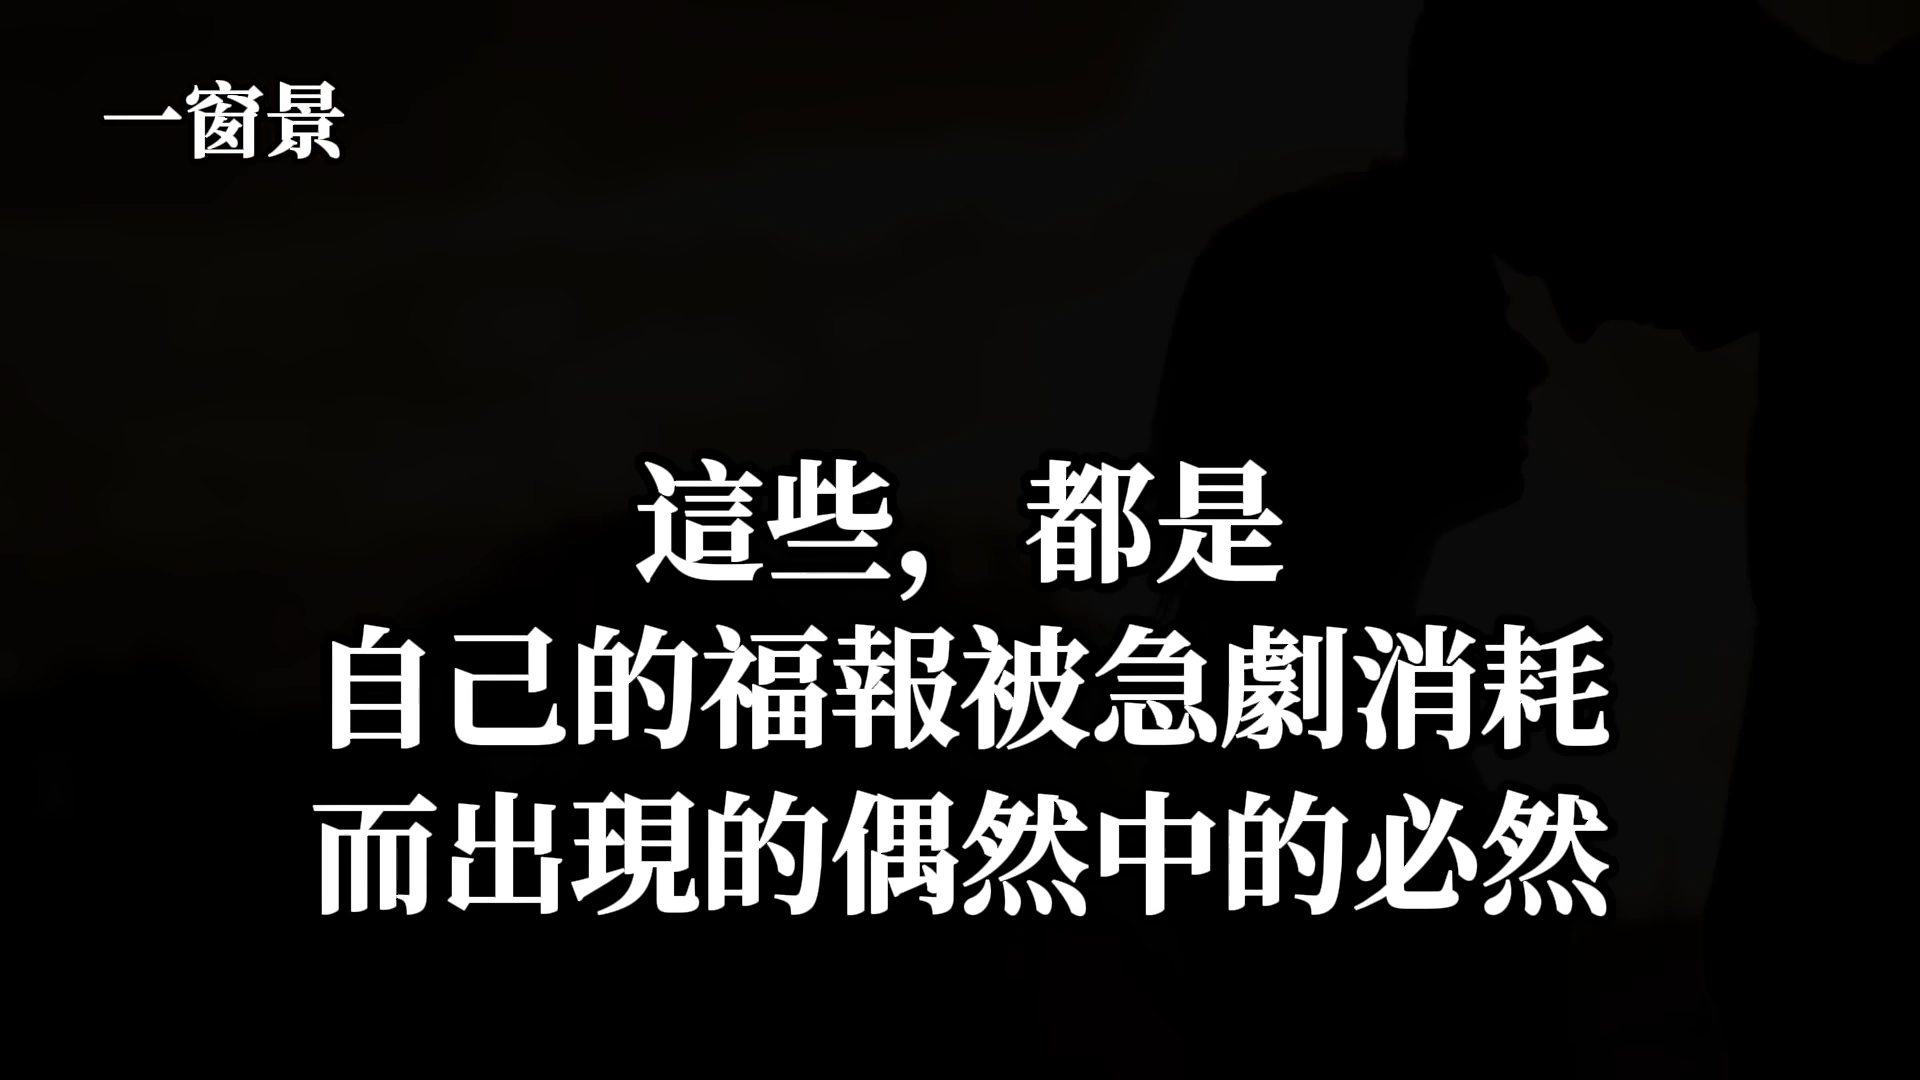 一窗景
這些，都是
自己的福報被急劇消耗
而出現的偶然中的必然